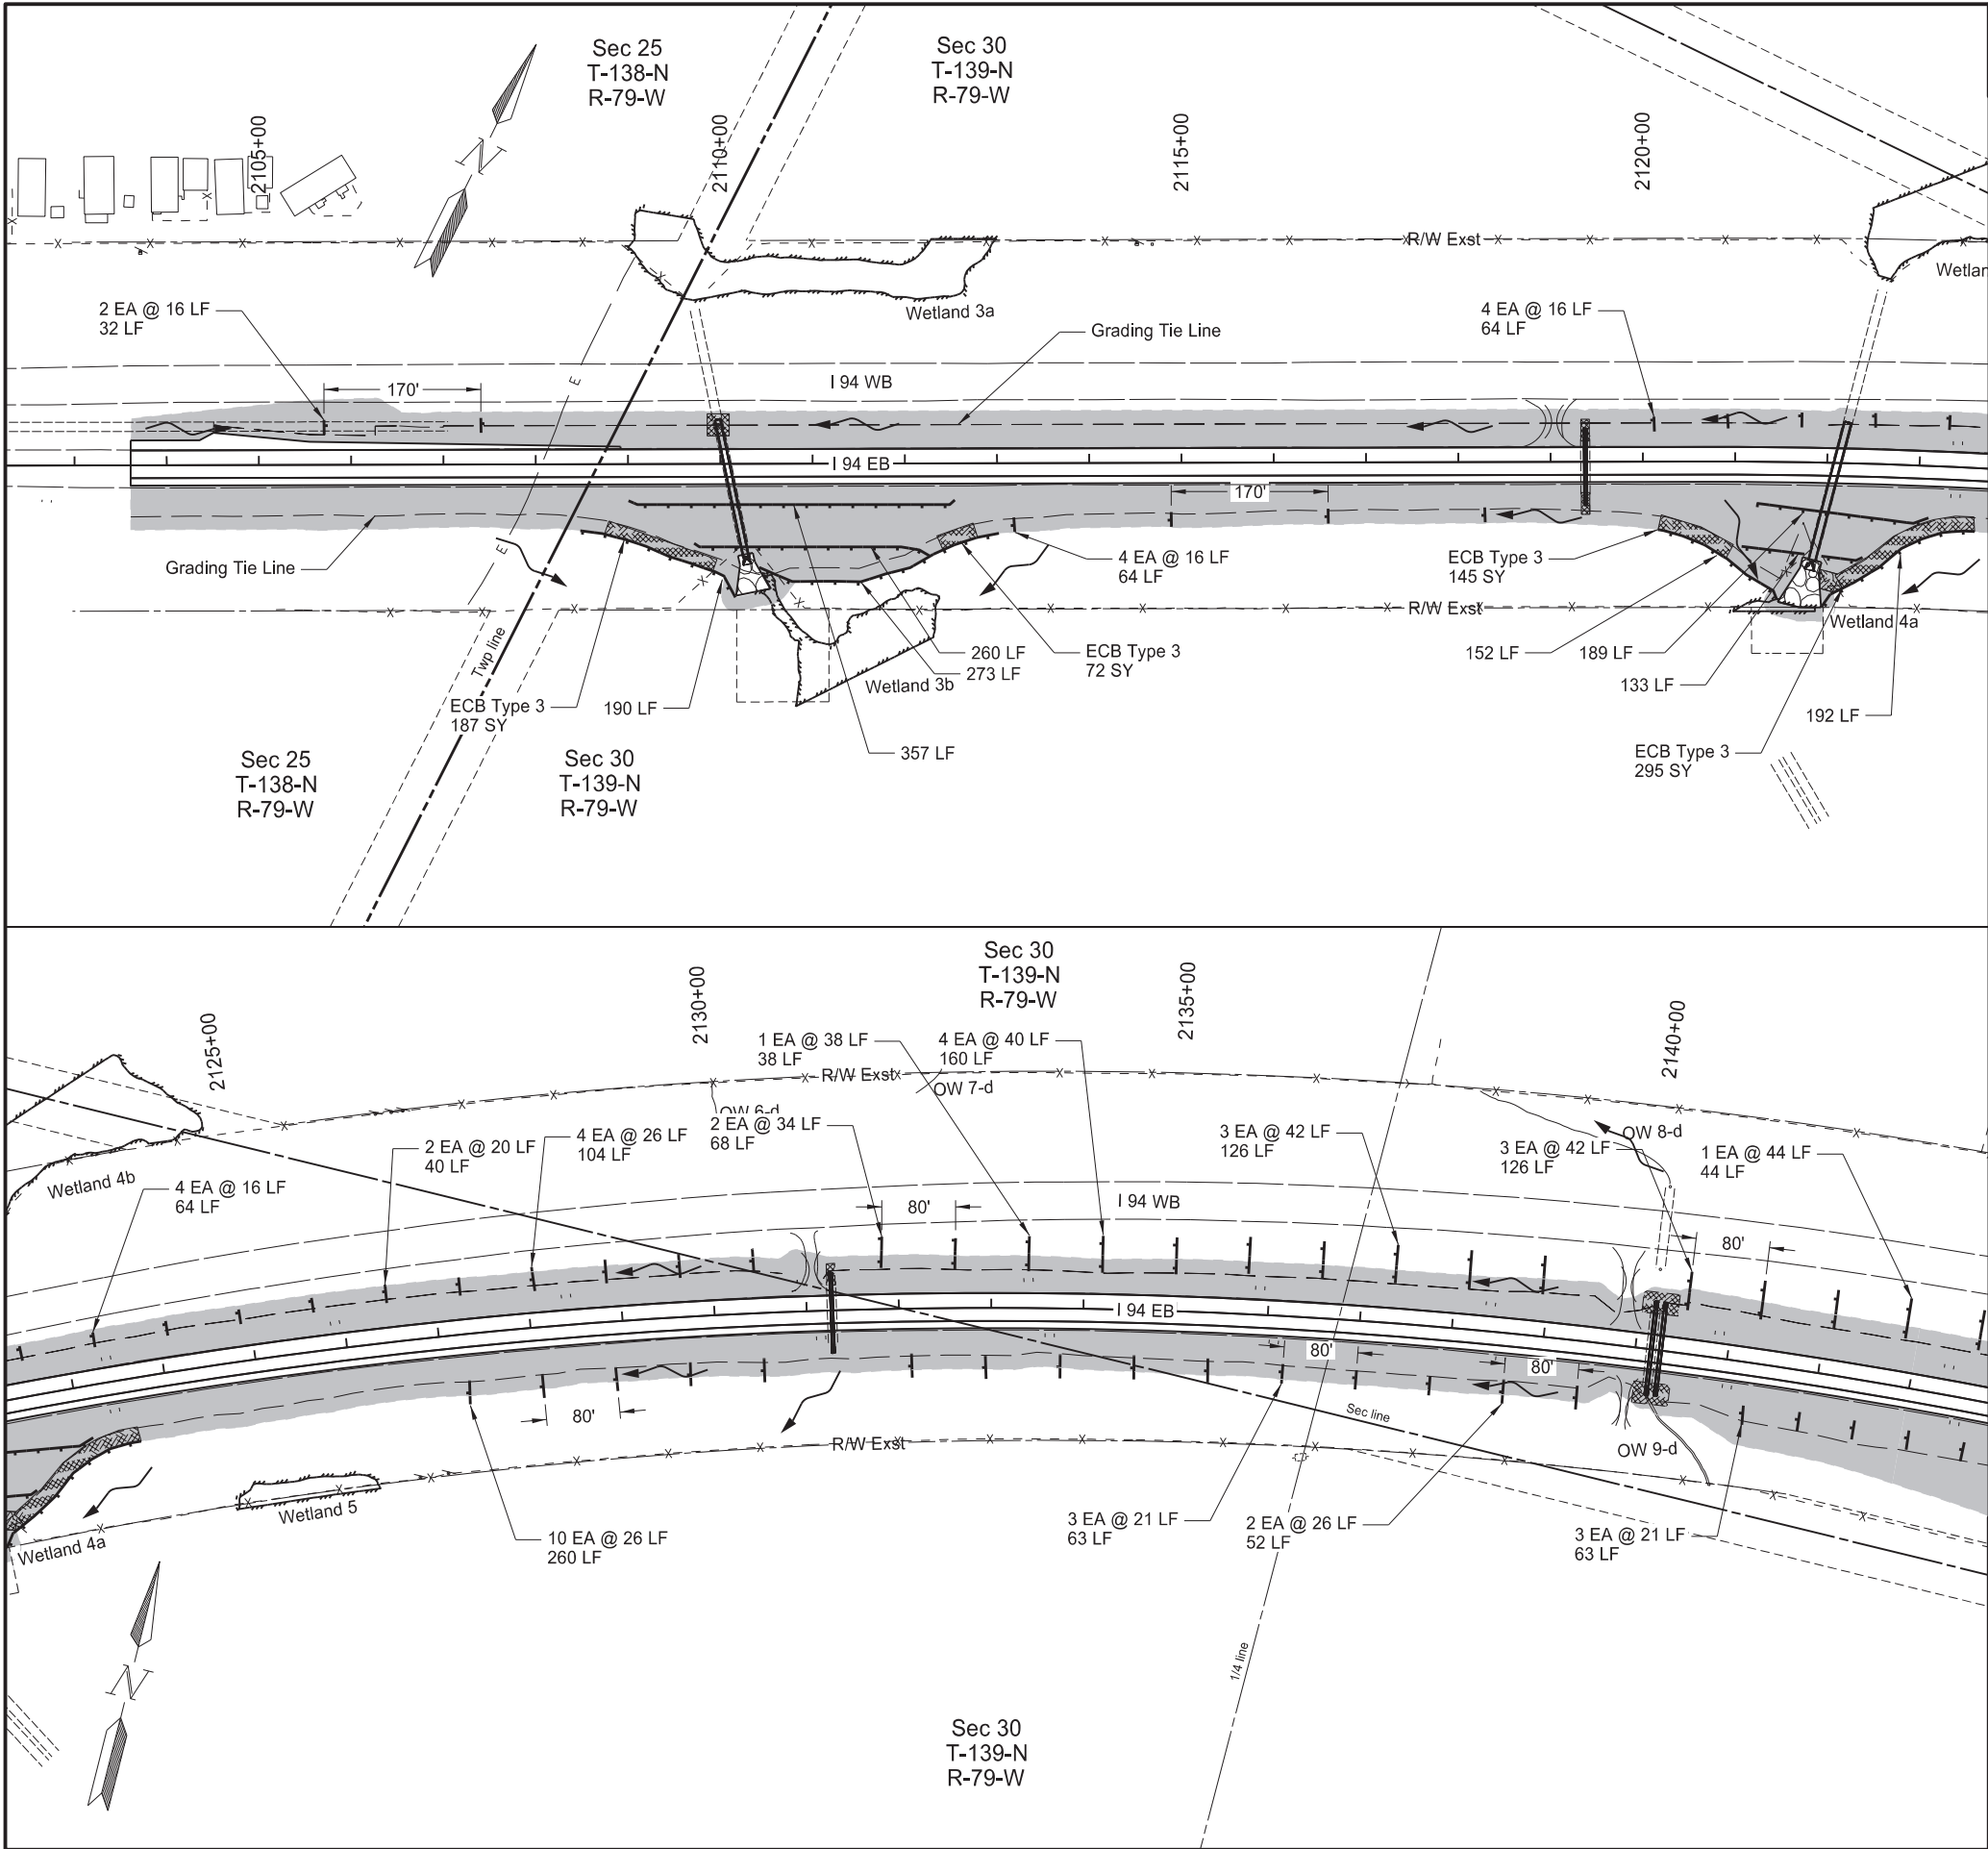 Sec 25
T-138-N
R-79-W
Sec 30
T-139-N
R-79-W
2105+00
2110+00
2115+00
2120+00
N
R/W Exst
Wetlan
2 EA @ 16 LF
32 LF
Wetland 3a
Grading Tie Line
4 EA @ 16 LF
64 LF
E
170'
I 94 WB
I 94 EB
170'
Grading Tie Line
E
4 EA @ 16 LF
64 LF
ECB Type 3
145 SY
R/W Exst
Wetland 4a
Twp line
260 LF
273 LF
ECB Type 3
72 SY
152 LF
189 LF
133 LF
Wetland 3b
ECB Type 3
187 SY
190 LF
192 LF
357 LF
ECB Type 3
295 SY
Sec 25
T-138-N
R-79-W
Sec 30
T-139-N
R-79-W
Sec 30
T-139-N
R-79-W
2125+00
2130+00
2135+00
2140+00
1 EA @ 38 LF
38 LF
4 EA @ 40 LF
160 LF
R/W Exst
OW 7-d
OW 6-d
2 EA @ 34 LF
68 LF
2 EA @ 20 LF
40 LF
4 EA @ 26 LF
104 LF
3 EA @ 42 LF
126 LF
OW 8-d
3 EA @ 42 LF
126 LF
1 EA @ 44 LF
44 LF
Wetland 4b
4 EA @ 16 LF
64 LF
80'
I 94 WB
80'
I 94 EB
80'
80'
80'
Sec line
R/W Exst
OW 9-d
Wetland 5
Wetland 4a
10 EA @ 26 LF
260 LF
3 EA @ 21 LF
63 LF
2 EA @ 26 LF
52 LF
3 EA @ 21 LF
63 LF
N
1/4 line
Sec 30
T-139-N
R-79-W